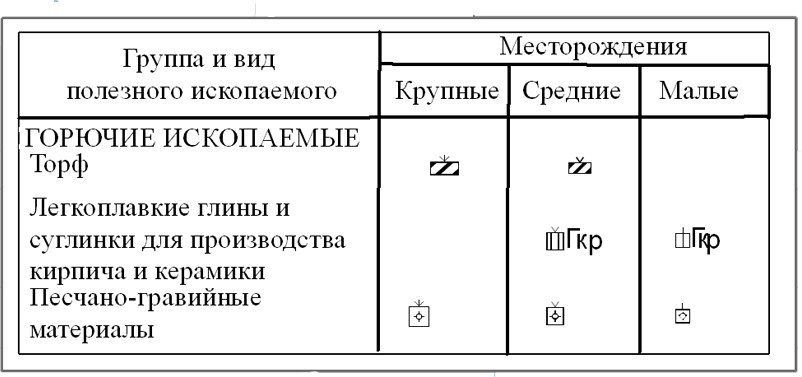 Группа и вид
полезного ископаемого
Месторождения
Крупные Средние Малые
ГОРЮЧИЕ ИСКОПАЕМЫЕ
Торф
Легкоплавкие глины и
суглинки для производства
кирпича и керамики
Гкр Гкр
Песчано-гравийные
материалы